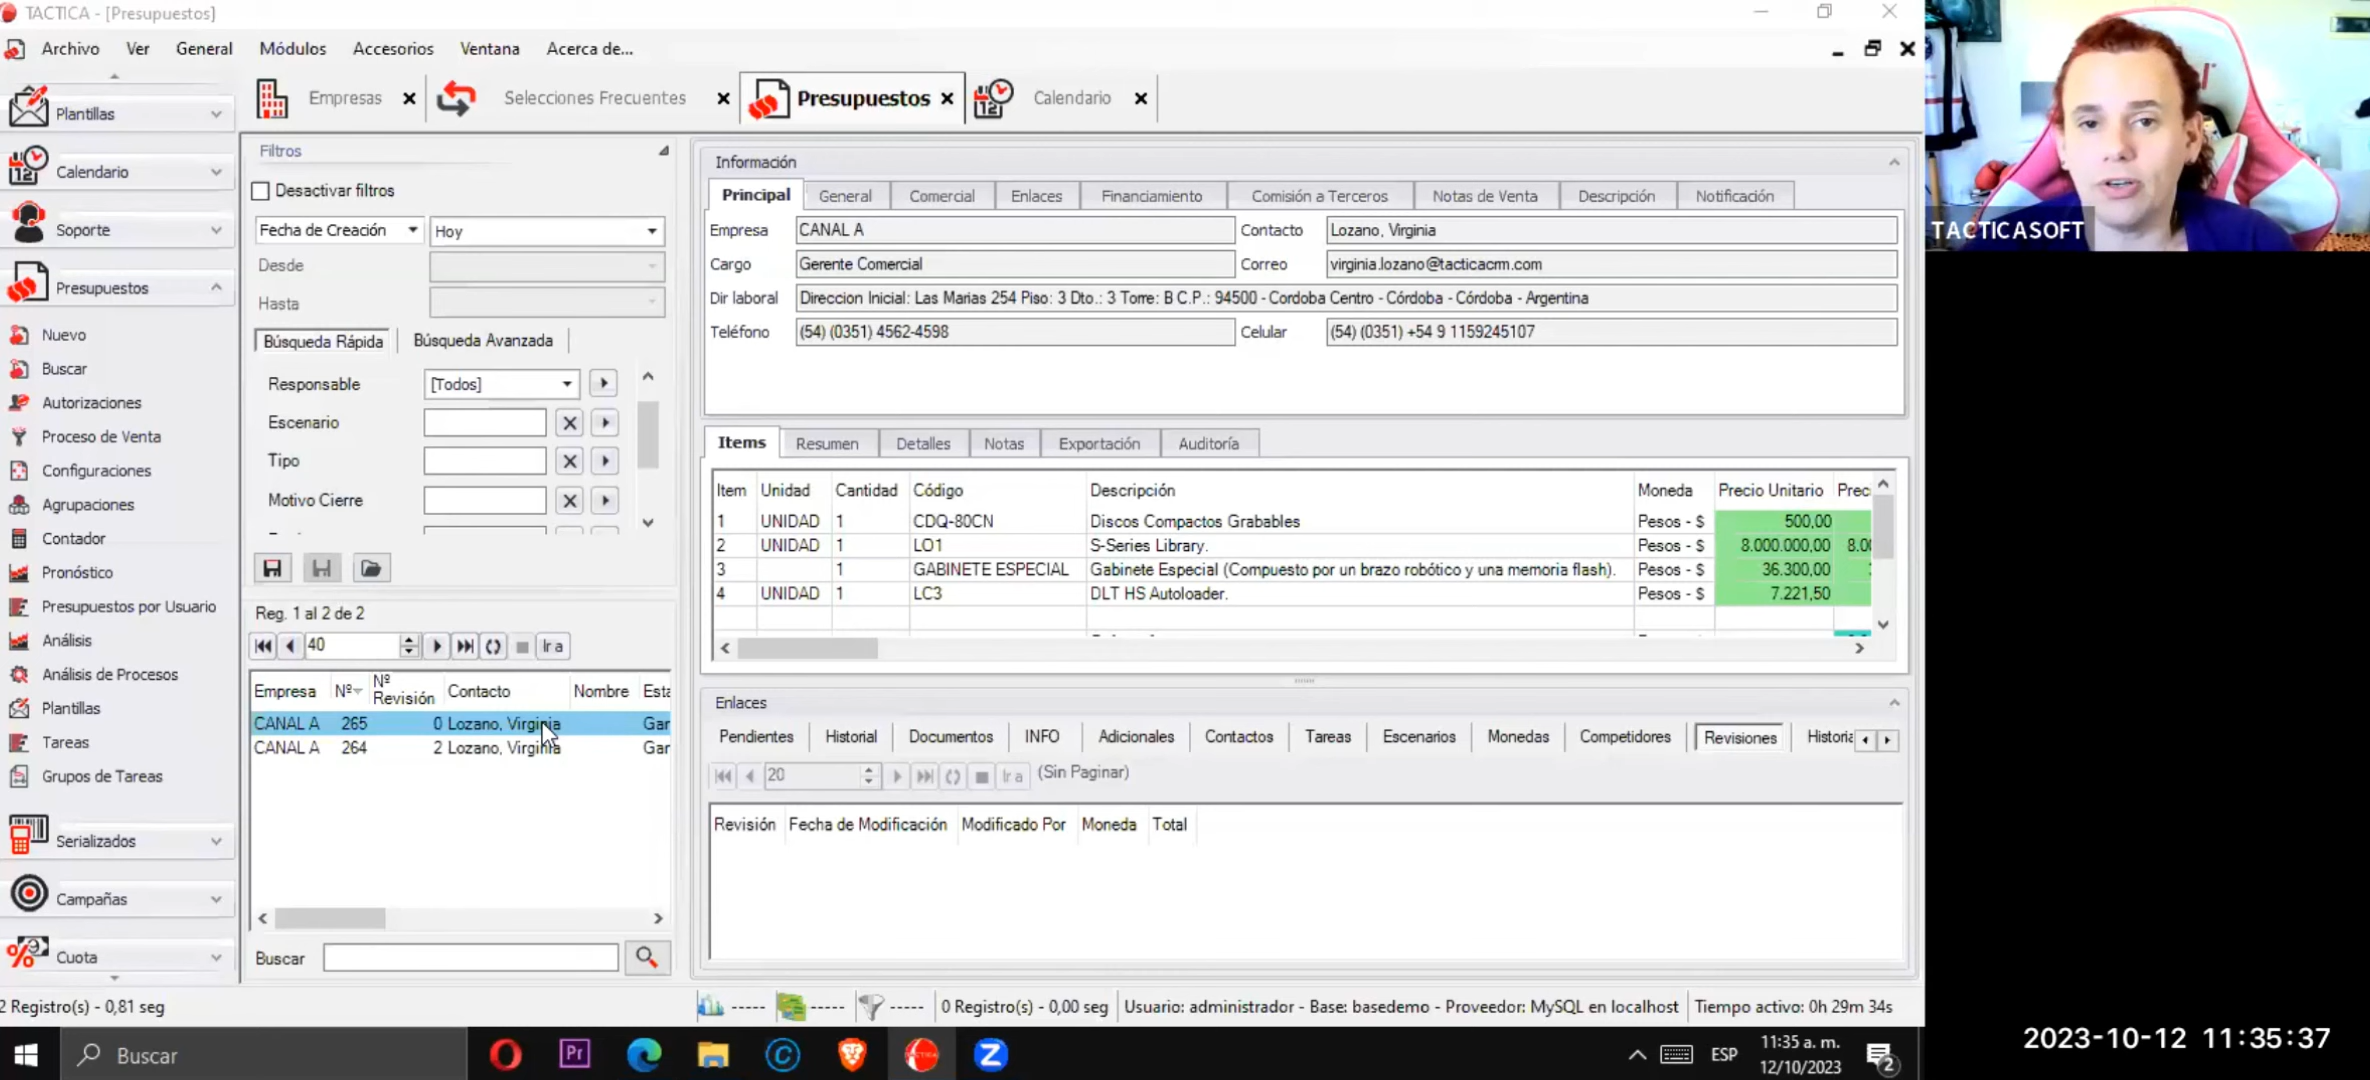 TACTICA - [Presupuestos]
Archivo Ver General Módulos Accesorios Ventana Acerca de...
Empresas Selecciones Frecuentes Presupuestos Calendario
Plantillas
Calendario
Soporte
Presupuestos
Nuevo
Buscar
Autorizaciones
Proceso de Venta
Configuraciones
Agrupaciones
Contador
Pronóstico
Presupuestos por Usuario
Análisis
Análisis de Procesos
Plantillas
Tareas
Grupos de Tareas
Serializados
Campañas
Cuota
Filtros
Desactivar filtros
Fecha de Creación Hoy
Desde
Hasta
Búsqueda Rápida Búsqueda Avanzada
Responsable [Todos]
Escenario
Tipo
Motivo Cierre
Reg. 1 al 2 de 2
40 Ir a
Empresa Nº Nº Revisión Contacto Nombre Esta
CANAL A 265 0 Lozano, Virginia Gar
CANAL A 264 2 Lozano, Virginia Gar
Buscar
Información
Principal General Comercial Enlaces Financiamiento Comisión a Terceros Notas de Venta Descripción Notificación
Empresa CANAL A Contacto Lozano, Virginia
Cargo Gerente Comercial Correo virginia.lozano@tacticacrm.com
Dir laboral Direccion Inicial: Las Marias 254 Piso: 3 Dto.: 3 Torre: B C.P.: 94500 - Cordoba Centro - Córdoba - Córdoba - Argentina
Teléfono (54) (0351) 4562-4598 Celular (54) (0351) +54 9 1159245107
Items Resumen Detalles Notas Exportación Auditoría
Item Unidad Cantidad Código Descripción Moneda Precio Unitario Prec
1 UNIDAD 1 CDQ-80CN Discos Compactos Grabables Pesos - $ 500,00
2 UNIDAD 1 LO1 S-Series Library. Pesos - $ 8.000.000,00 8.00
3 1 GABINETE ESPECIAL Gabinete Especial (Compuesto por un brazo robótico y una memoria flash). Pesos - $ 36.300,00
4 UNIDAD 1 LC3 DLT HS Autoloader. Pesos - $ 7.221,50
Enlaces
Pendientes Historial Documentos INFO Adicionales Contactos Tareas Escenarios Monedas Competidores Revisiones Historia
20 Ir a (Sin Paginar)
Revisión Fecha de Modificación Modificado Por Moneda Total
2 Registro(s) - 0,81 seg ----- ----- ----- 0 Registro(s) - 0,00 seg Usuario: administrador - Base: basedemo - Proveedor: MySQL en localhost Tiempo activo: 0h 29m 34s
Buscar Pr ESP 11:35 a. m.
12/10/2023
2
TACTICASOFT
2023-10-12 11:35:37